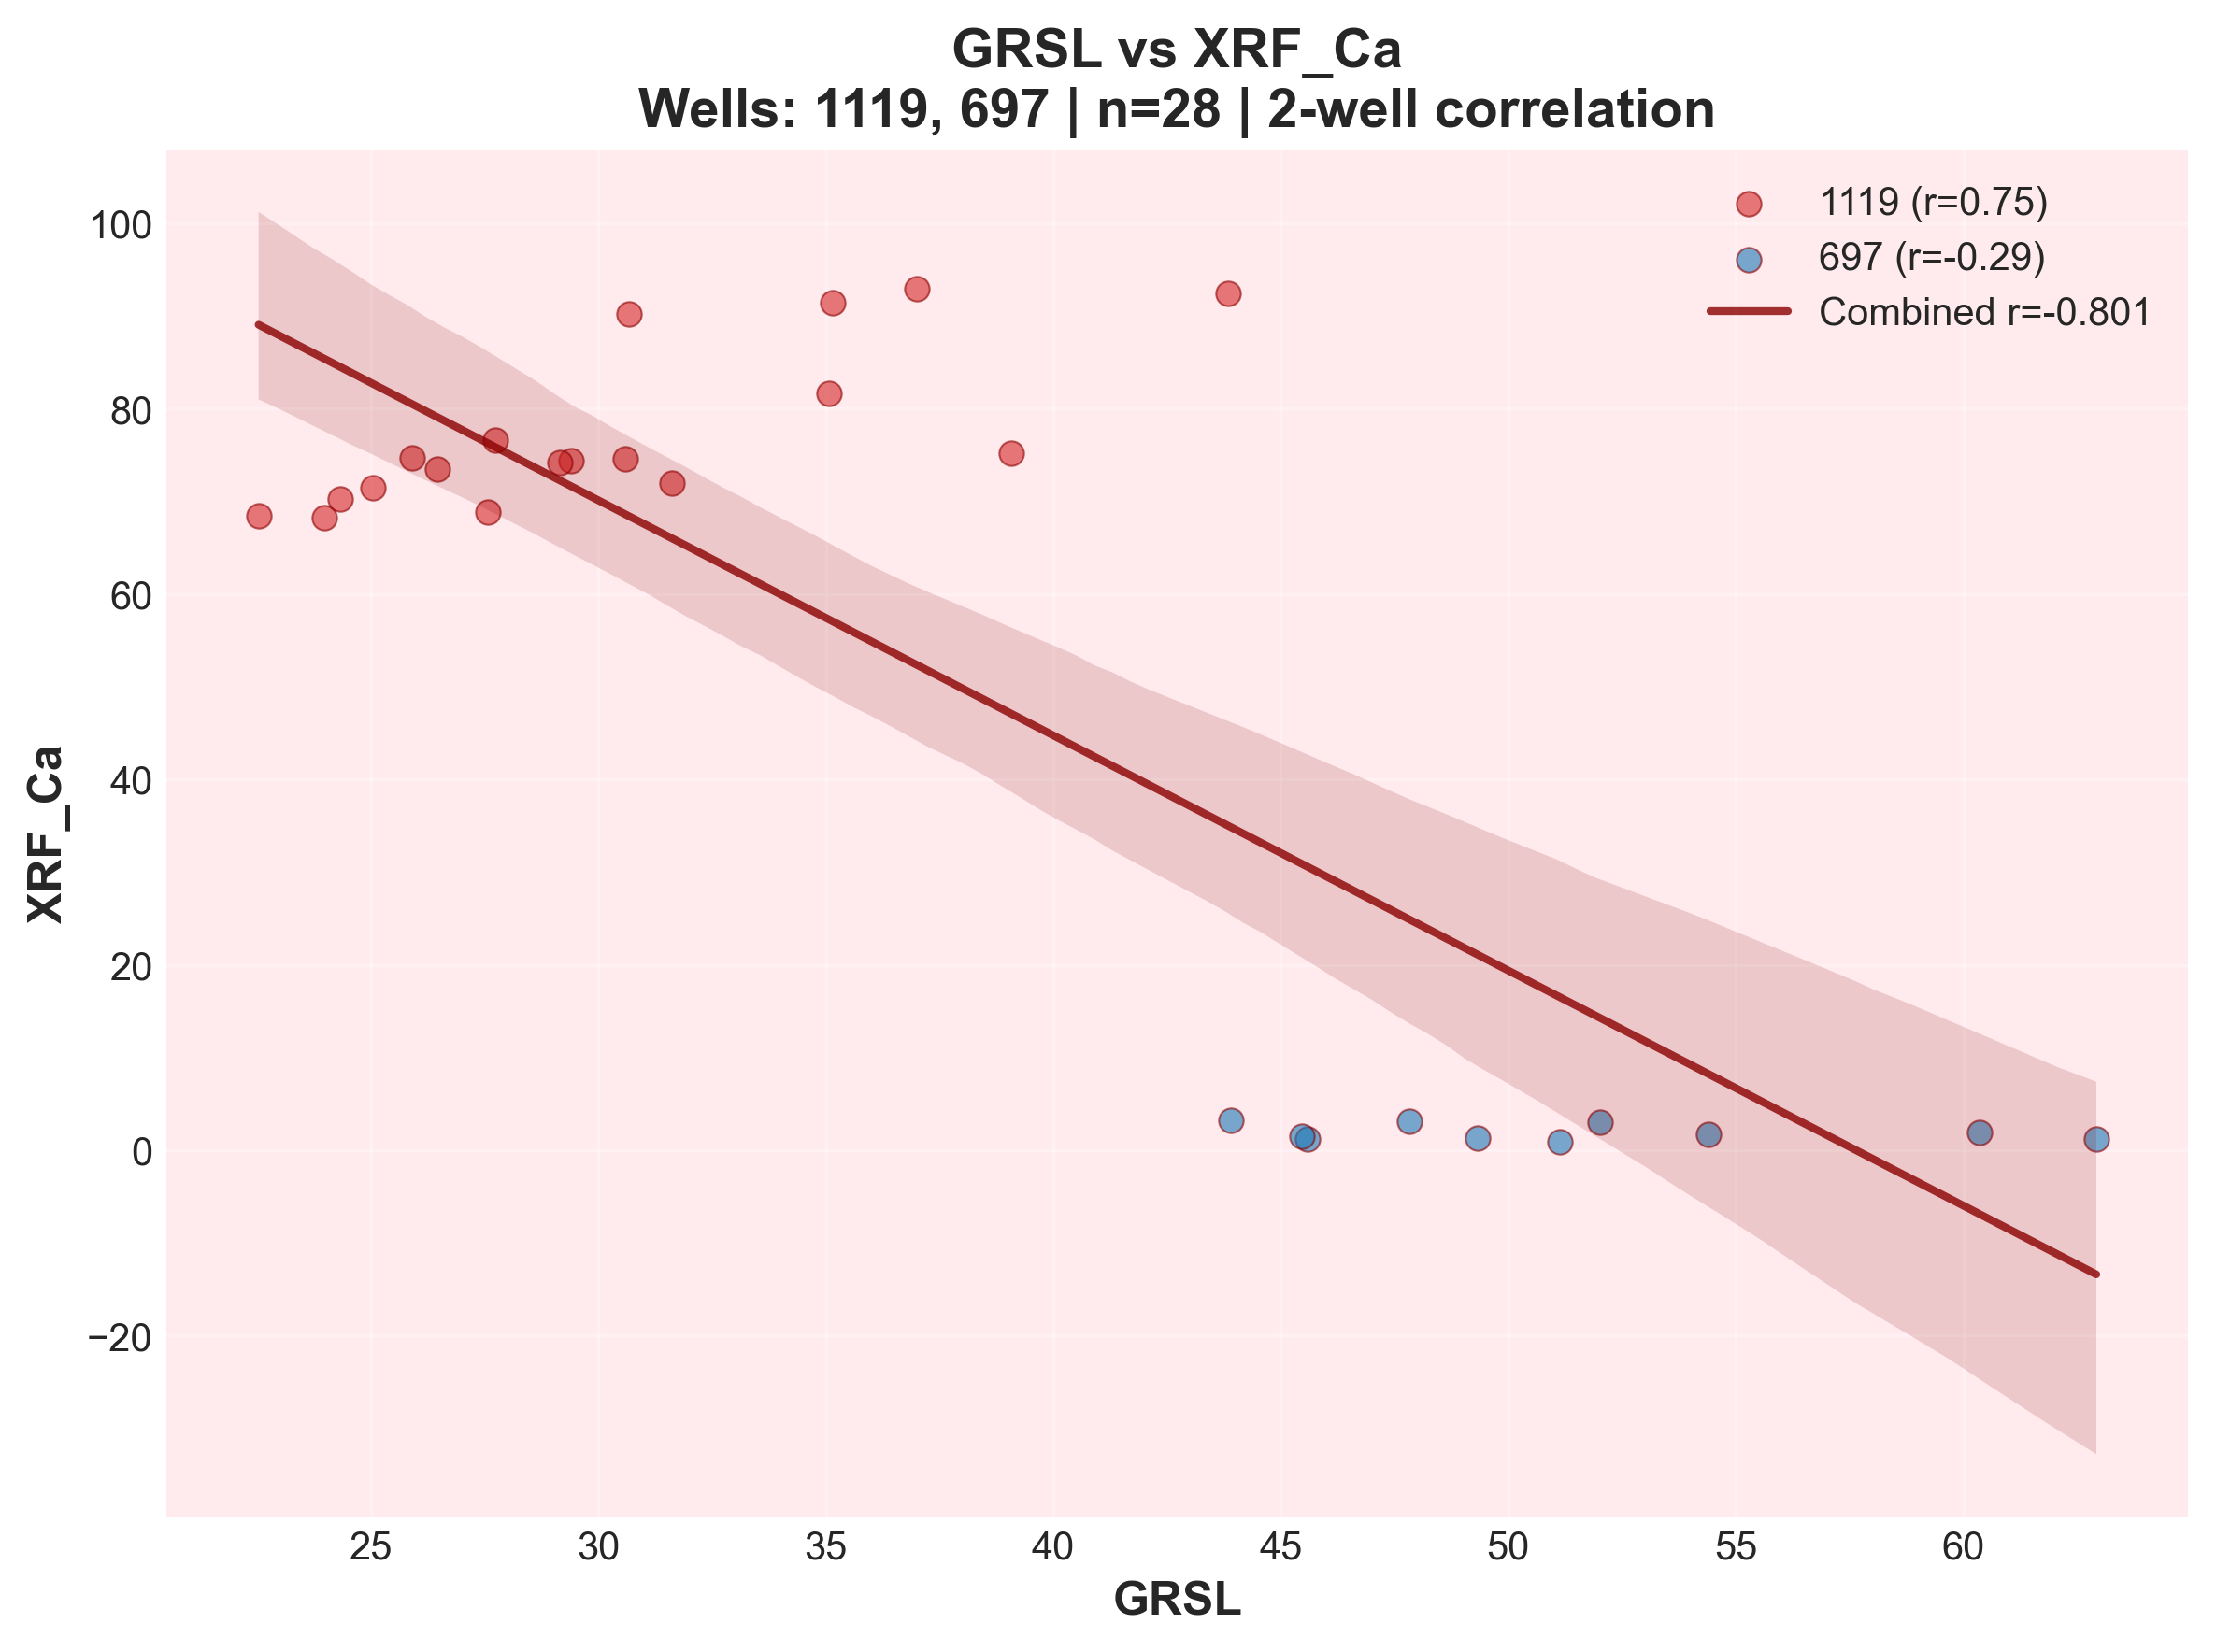 GRSL vs XRF_Ca
Wells: 1119, 697 | n=28 | 2-well correlation
1119 (r=0.75)
697 (r=-0.29)
Combined r=-0.801
XRF_Ca
100
80
60
40
20
0
−20
25 30 35 40 45 50 55 60
GRSL